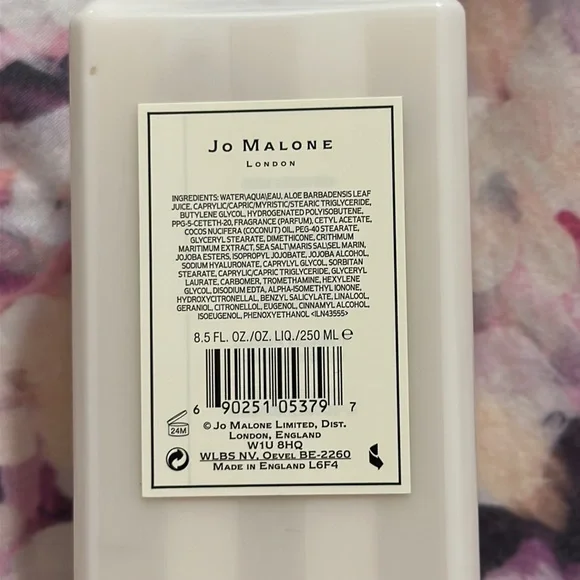 Jo Malone
London
INGREDIENTS: WATER\AQUA\EAU, ALOE BARBADENSIS LEAF
JUICE, CAPRYLIC/CAPRIC/MYRISTIC/STEARIC TRIGLYCERIDE,
BUTYLENE GLYCOL, HYDROGENATED POLYISOBUTENE,
PPG-5-CETETH-20, FRAGRANCE (PARFUM), CETYL ACETATE,
COCOS NUCIFERA (COCONUT) OIL, PEG-40 STEARATE,
GLYCERYL STEARATE, DIMETHICONE, CRITHMUM
MARITIMUM EXTRACT, SEA SALT\MARIS SAL\SEL MARIN,
JOJOBA ESTERS, ISOPROPYL JOJOBATE, JOJOBA ALCOHOL,
SODIUM HYALURONATE, CAPRYLYL GLYCOL, SORBITAN
STEARATE, CAPRYLIC/CAPRIC TRIGLYCERIDE, GLYCERYL
LAURATE, CARBOMER, TROMETHAMINE, HEXYLENE
GLYCOL, DISODIUM EDTA, ALPHA-ISOMETHYL IONONE,
HYDROXYCITRONELLAL, BENZYL SALICYLATE, LINALOOL,
GERANIOL, CITRONELLOL, EUGENOL, CINNAMYL ALCOHOL,
ISOEUGENOL, PHENOXYETHANOL <ILN43555>
8.5 FL. OZ./OZ. LIQ./250 ML ℮
6 90251 05379 7
24M
© Jo Malone Limited, Dist.
London, England
W1U 8HQ
WLBS NV, Oevel BE-2260
Made in England L6F4